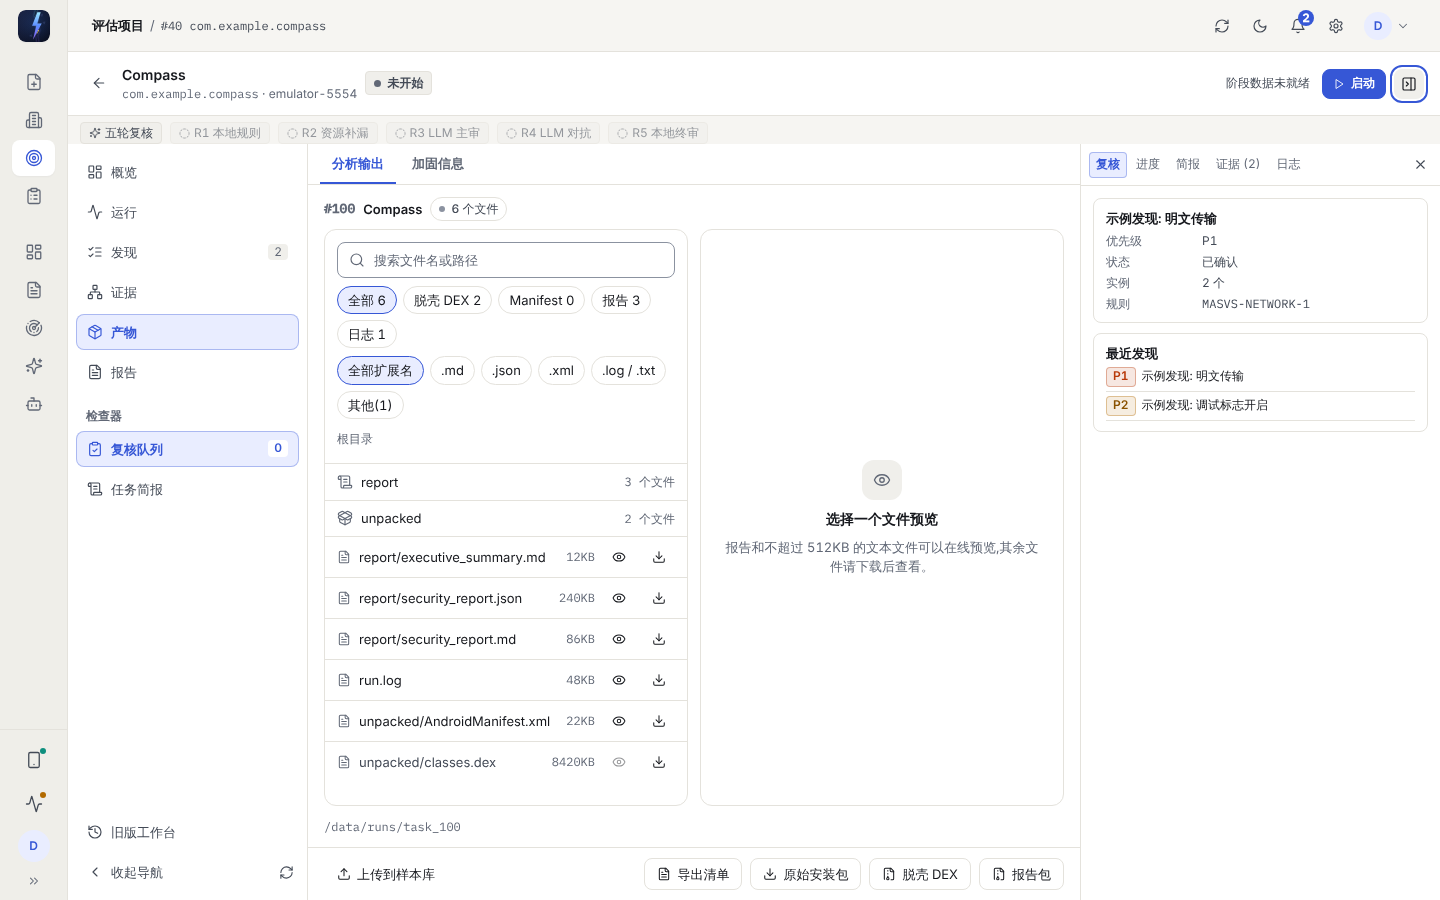 评估项目 / #40 com.example.compass
2
D
Compass
com.example.compass · emulator-5554
未开始
阶段数据未就绪
启动
五轮复核
R1 本地规则
R2 资源补漏
R3 LLM 主审
R4 LLM 对抗
R5 本地终审
概览
运行
发现 2
证据
产物
报告
检查器
复核队列 0
任务简报
旧版工作台
收起导航
D
分析输出 加固信息
#100 Compass 6 个文件
搜索文件名或路径
全部 6 脱壳 DEX 2 Manifest 0 报告 3
日志 1
全部扩展名 .md .json .xml .log / .txt
其他(1)
根目录
report 3 个文件
unpacked 2 个文件
report/executive_summary.md 12KB
report/security_report.json 240KB
report/security_report.md 86KB
run.log 48KB
unpacked/AndroidManifest.xml 22KB
unpacked/classes.dex 8420KB
选择一个文件预览
报告和不超过 512KB 的文本文件可以在线预览,其余文
件请下载后查看。
/data/runs/task_100
上传到样本库
导出清单
原始安装包
脱壳 DEX
报告包
复核 进度 简报 证据 (2) 日志
示例发现: 明文传输
优先级 P1
状态 已确认
实例 2 个
规则 MASVS-NETWORK-1
最近发现
P1 示例发现: 明文传输
P2 示例发现: 调试标志开启